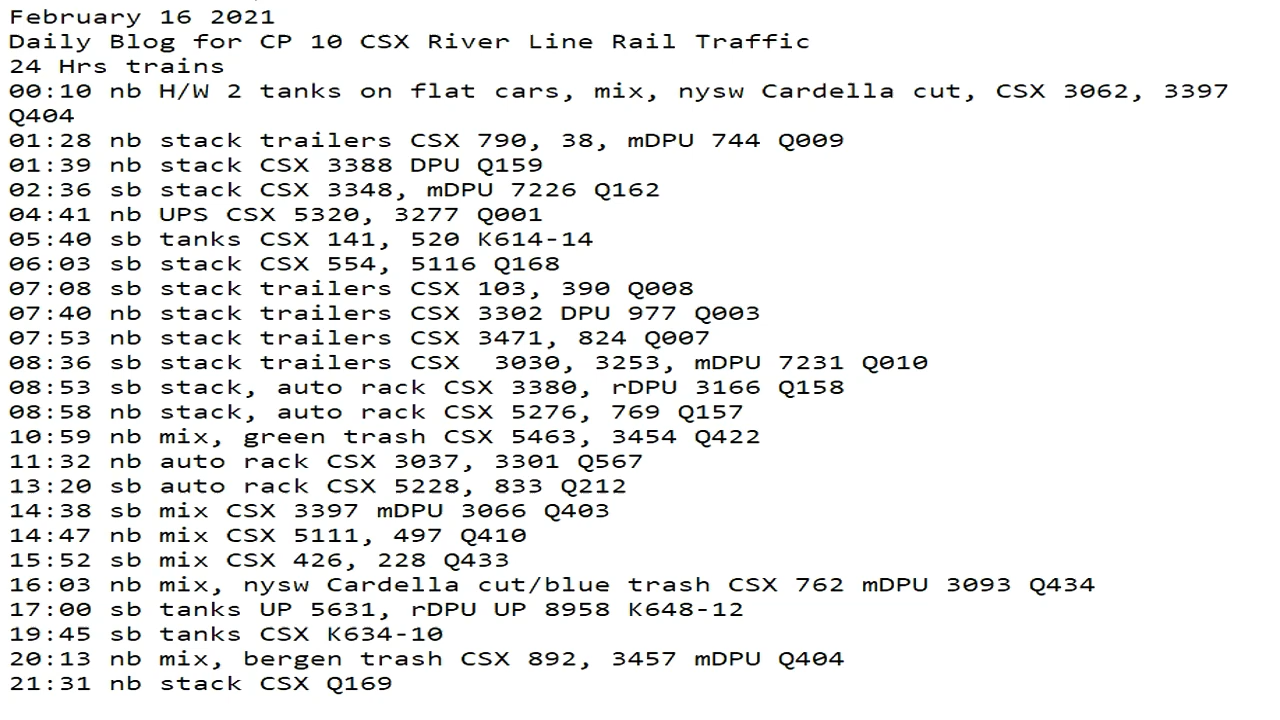 February 16 2021
Daily Blog for CP 10 CSX River Line Rail Traffic
24 Hrs trains
00:10 nb H/W 2 tanks on flat cars, mix, nysw Cardella cut, CSX 3062, 3397
Q404
01:28 nb stack trailers CSX 790, 38, mDPU 744 Q009
01:39 nb stack CSX 3388 DPU Q159
02:36 sb stack CSX 3348, mDPU 7226 Q162
04:41 nb UPS CSX 5320, 3277 Q001
05:40 sb tanks CSX 141, 520 K614-14
06:03 sb stack CSX 554, 5116 Q168
07:08 sb stack trailers CSX 103, 390 Q008
07:40 nb stack trailers CSX 3302 DPU 977 Q003
07:53 nb stack trailers CSX 3471, 824 Q007
08:36 sb stack trailers CSX  3030, 3253, mDPU 7231 Q010
08:53 sb stack, auto rack CSX 3380, rDPU 3166 Q158
08:58 nb stack, auto rack CSX 5276, 769 Q157
10:59 nb mix, green trash CSX 5463, 3454 Q422
11:32 nb auto rack CSX 3037, 3301 Q567
13:20 sb auto rack CSX 5228, 833 Q212
14:38 sb mix CSX 3397 mDPU 3066 Q403
14:47 nb mix CSX 5111, 497 Q410
15:52 sb mix CSX 426, 228 Q433
16:03 nb mix, nysw Cardella cut/blue trash CSX 762 mDPU 3093 Q434
17:00 sb tanks UP 5631, rDPU UP 8958 K648-12
19:45 sb tanks CSX K634-10
20:13 nb mix, bergen trash CSX 892, 3457 mDPU Q404
21:31 nb stack CSX Q169